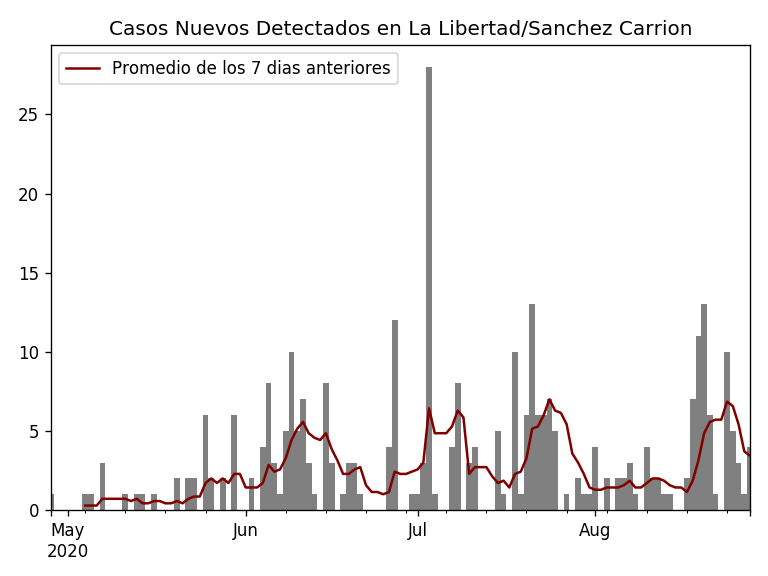 Casos Nuevos Detectados en La Libertad/Sanchez Carrion
Promedio de los 7 dias anteriores
25
20
15
10
5
0
May Jun Jul Aug
2020